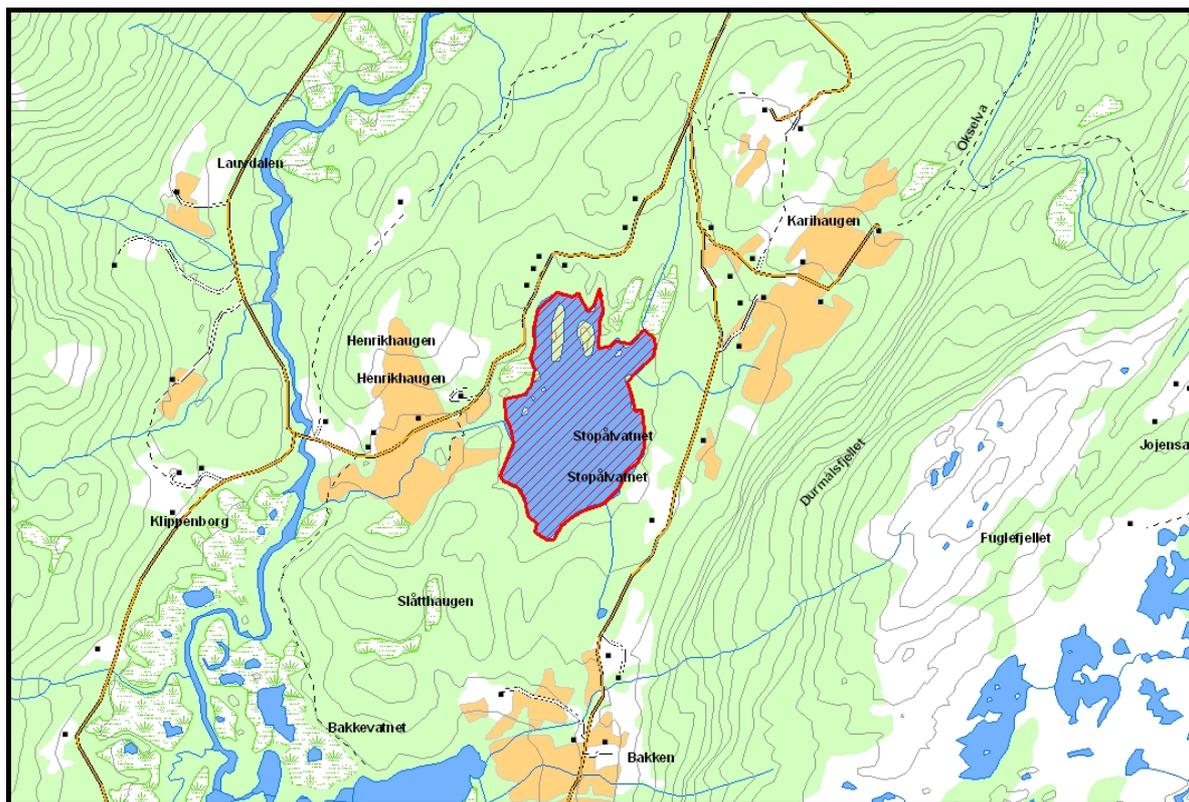 Lauvdalen
Okselva
Karihaugen
Henrikhaugen
Henrikhaugen
Stopålvatnet
Jojensa
Durmålsfjellet
Stopålvatnet
Klippenborg
Fuglefjellet
Slåtthaugen
Bakkevatnet
Bakken